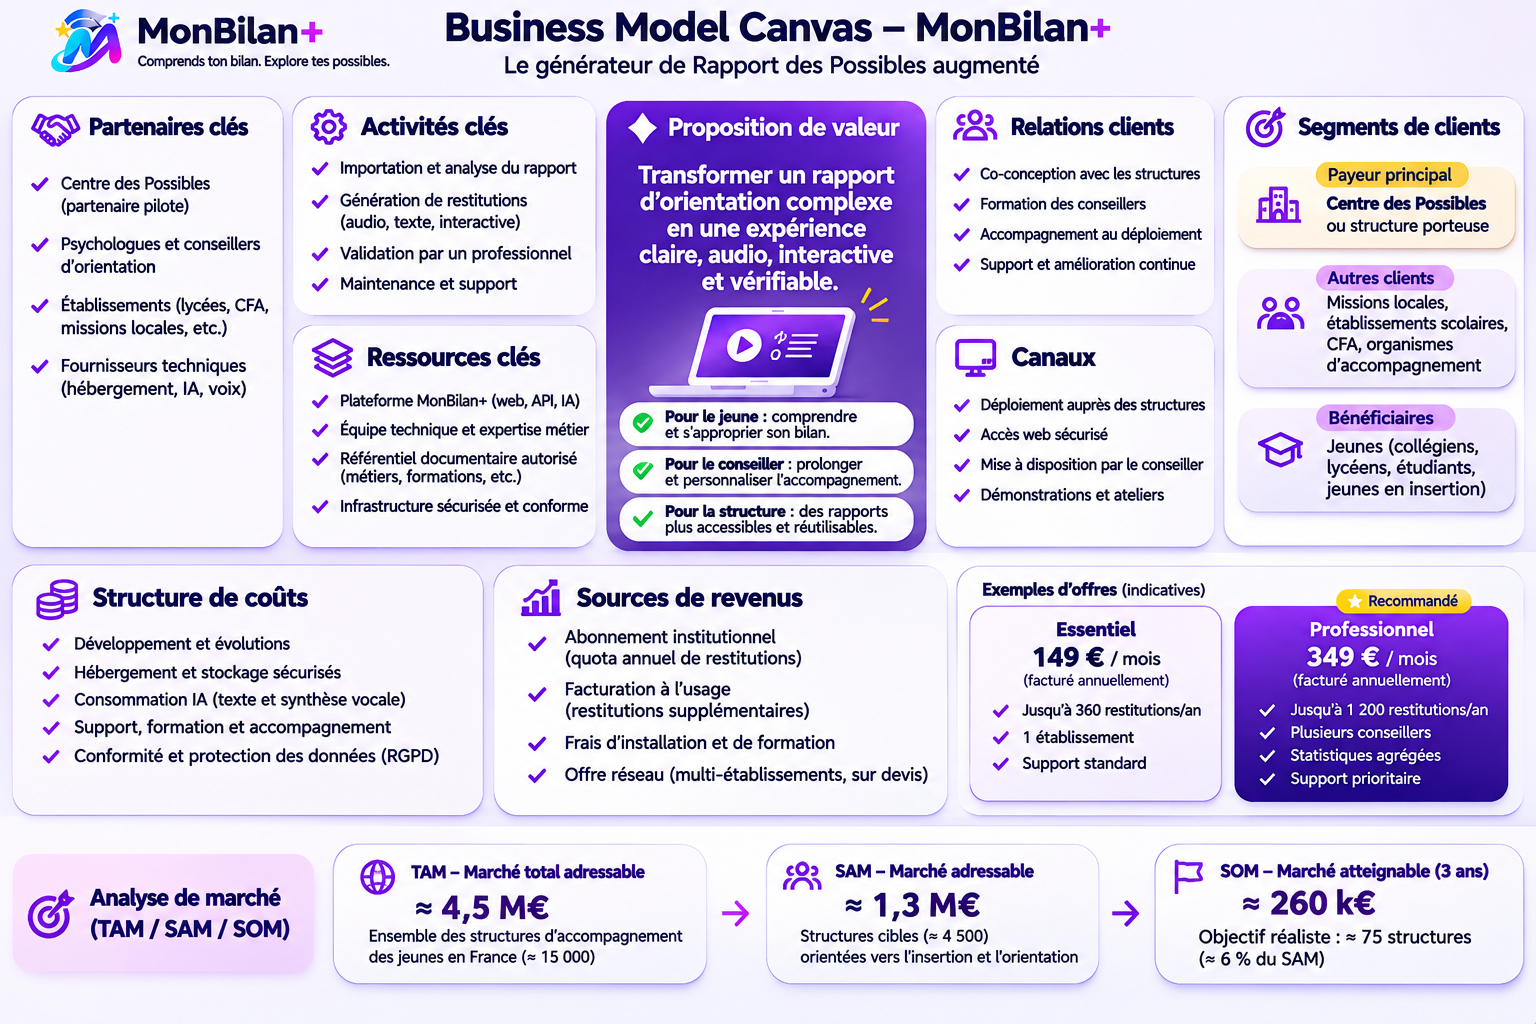 MonBilan+
Comprends ton bilan. Explore tes possibles.
Business Model Canvas – MonBilan+
Le générateur de Rapport des Possibles augmenté
Partenaires clés
Centre des Possibles
(partenaire pilote)
Psychologues et conseillers
d'orientation
Établissements (lycées, CFA,
missions locales, etc.)
Fournisseurs techniques
(hébergement, IA, voix)
Activités clés
Importation et analyse du rapport
Génération de restitutions
(audio, texte, interactive)
Validation par un professionnel
Maintenance et support
Ressources clés
Plateforme MonBilan+ (web, API, IA)
Équipe technique et expertise métier
Référentiel documentaire autorisé
(métiers, formations, etc.)
Infrastructure sécurisée et conforme
Proposition de valeur
Transformer un rapport
d'orientation complexe
en une expérience
claire, audio, interactive
et vérifiable.
Pour le jeune : comprendre
et s'approprier son bilan.
Pour le conseiller : prolonger
et personnaliser l'accompagnement.
Pour la structure : des rapports
plus accessibles et réutilisables.
Relations clients
Co-conception avec les structures
Formation des conseillers
Accompagnement au déploiement
Support et amélioration continue
Canaux
Déploiement auprès des structures
Accès web sécurisé
Mise à disposition par le conseiller
Démonstrations et ateliers
Segments de clients
Payeur principal
Centre des Possibles
ou structure porteuse
Autres clients
Missions locales,
établissements scolaires,
CFA, organismes
d'accompagnement
Bénéficiaires
Jeunes (collégiens,
lycéens, étudiants,
jeunes en insertion)
Structure de coûts
Développement et évolutions
Hébergement et stockage sécurisés
Consommation IA (texte et synthèse vocale)
Support, formation et accompagnement
Conformité et protection des données (RGPD)
Sources de revenus
Abonnement institutionnel
(quota annuel de restitutions)
Facturation à l'usage
(restitutions supplémentaires)
Frais d'installation et de formation
Offre réseau (multi-établissements, sur devis)
Exemples d'offres (indicatives)
Essentiel
149 € / mois
(facturé annuellement)
Jusqu'à 360 restitutions/an
1 établissement
Support standard
Recommandé
Professionnel
349 € / mois
(facturé annuellement)
Jusqu'à 1 200 restitutions/an
Plusieurs conseillers
Statistiques agrégées
Support prioritaire
Analyse de marché
(TAM / SAM / SOM)
TAM – Marché total adressable
≈ 4,5 M€
Ensemble des structures d'accompagnement
des jeunes en France (≈ 15 000)
SAM – Marché adressable
≈ 1,3 M€
Structures cibles (≈ 4 500)
orientées vers l'insertion et l'orientation
SOM – Marché atteignable (3 ans)
≈ 260 k€
Objectif réaliste : ≈ 75 structures
(≈ 6 % du SAM)